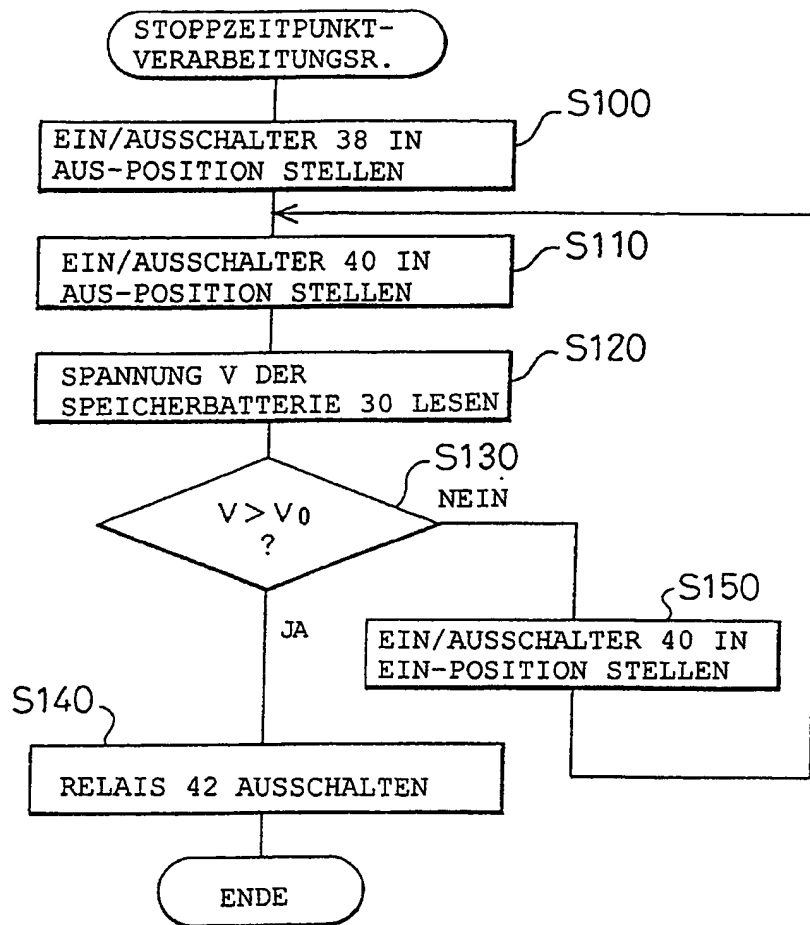 STOPPZEITPUNKT-
VERARBEITUNGSR.
S100
EIN/AUSSCHALTER 38 IN
AUS-POSITION STELLEN
S110
EIN/AUSSCHALTER 40 IN
AUS-POSITION STELLEN
S120
SPANNUNG V DER
SPEICHERBATTERIE 30 LESEN
S130
V > V0
?
NEIN
JA
S150
EIN/AUSSCHALTER 40 IN
EIN-POSITION STELLEN
S140
RELAIS 42 AUSSCHALTEN
ENDE